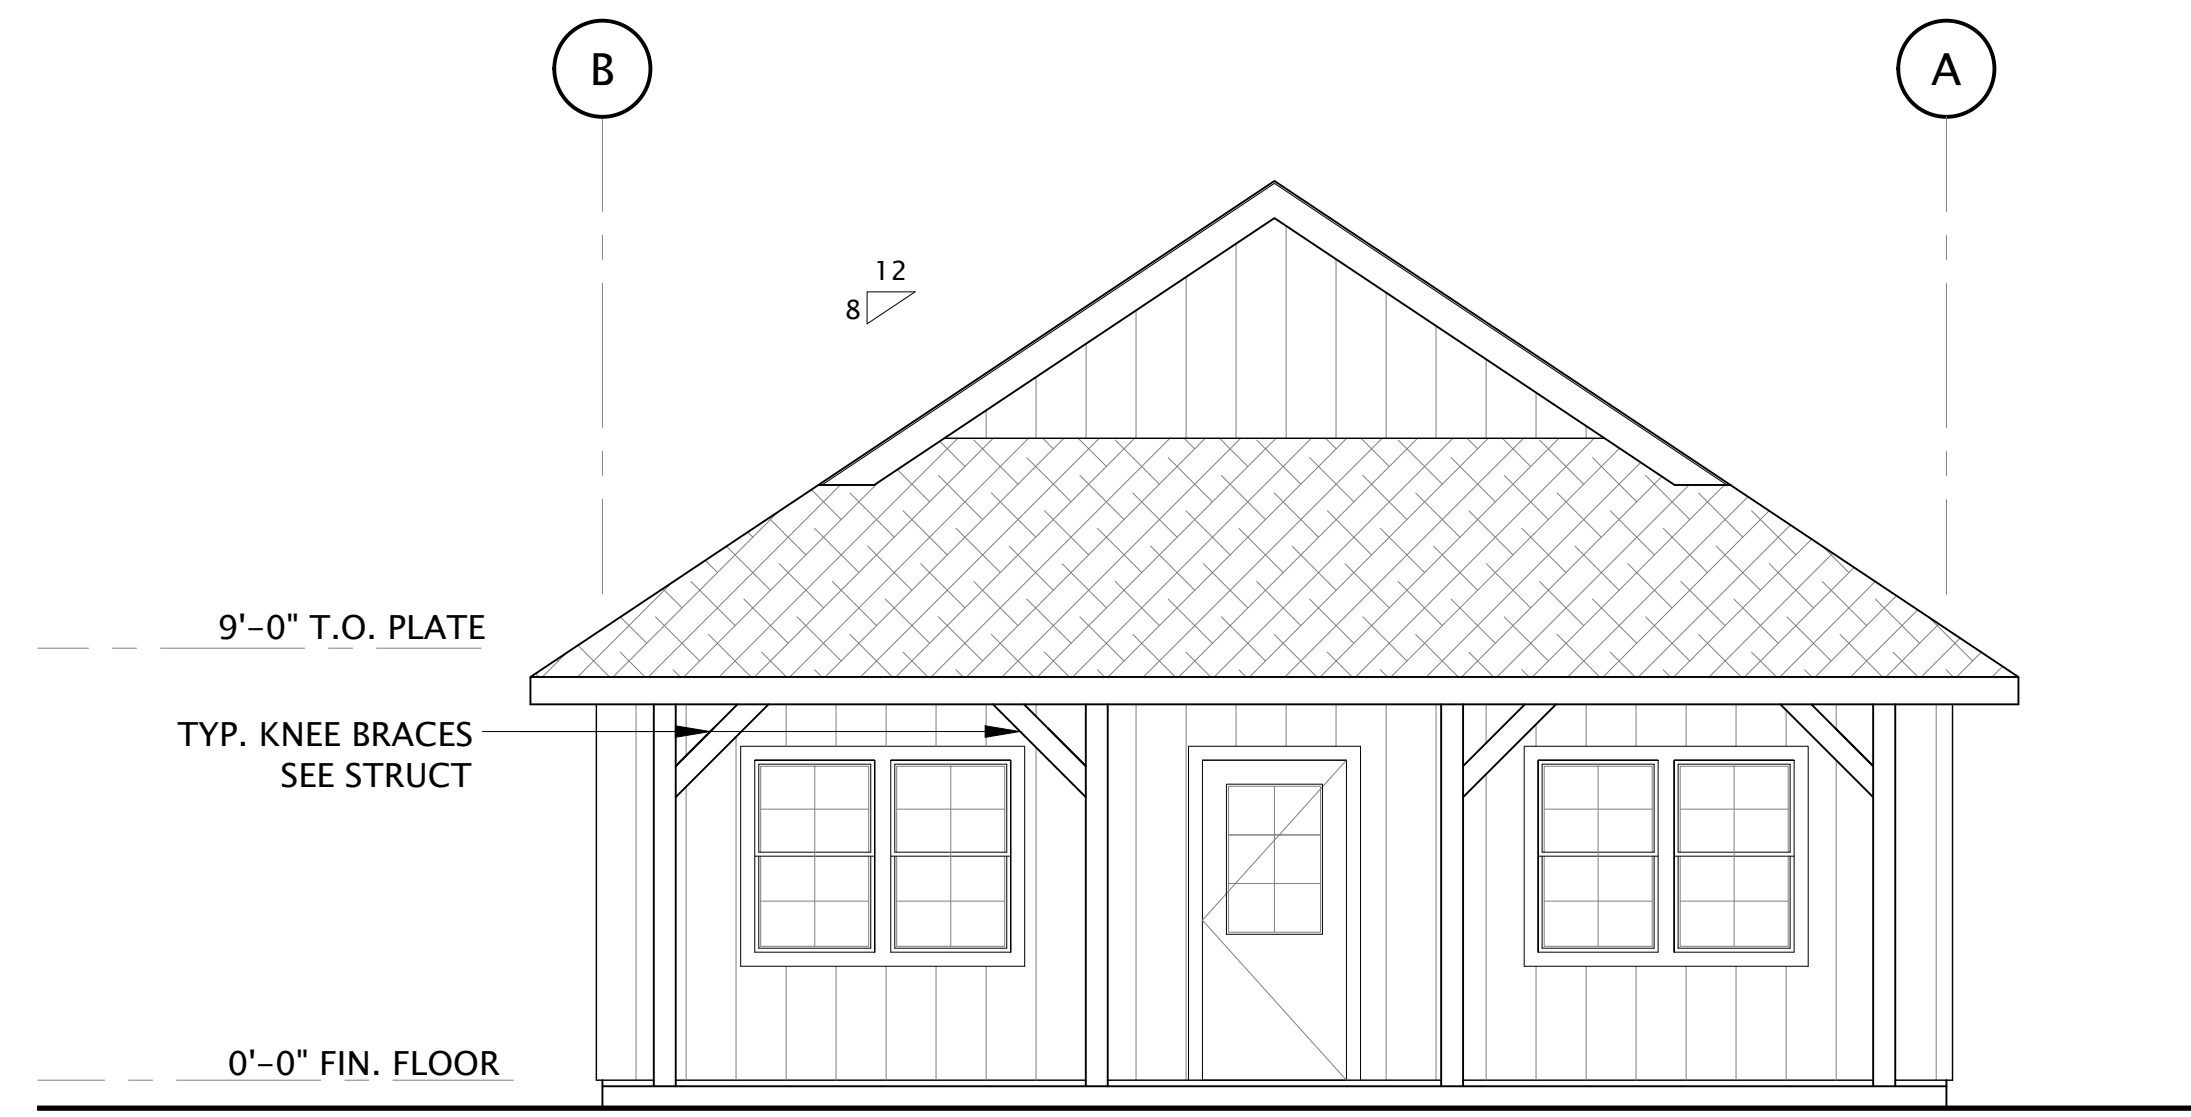 B
A
12
8
9'-0" T.O. PLATE
TYP. KNEE BRACES
SEE STRUCT
0'-0" FIN. FLOOR